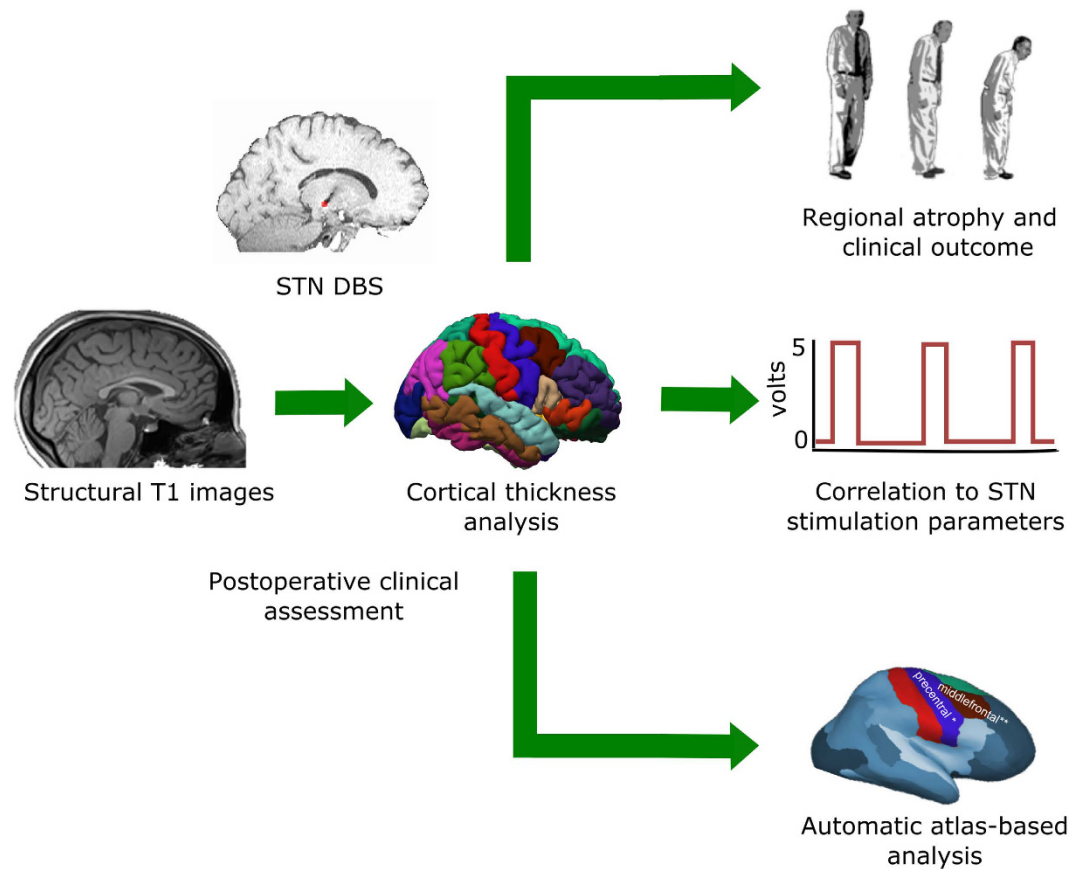 STN DBS
Regional atrophy and
clinical outcome
Structural T1 images
Cortical thickness
analysis
5
volts
0
Correlation to STN
stimulation parameters
Postoperative clinical
assessment
precentral *
middlefrontal**
Automatic atlas-based
analysis